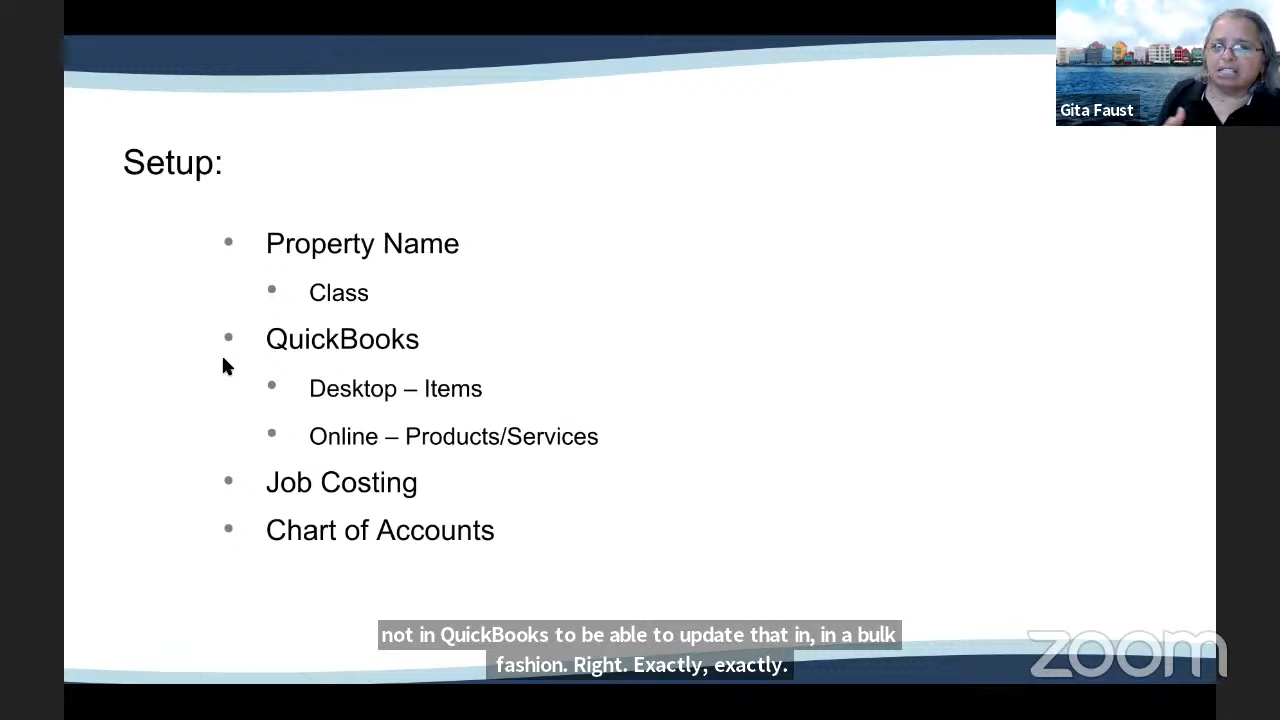 Gita Faust
Setup:
Property Name
Class
QuickBooks
Desktop – Items
Online – Products/Services
Job Costing
Chart of Accounts
not in QuickBooks to be able to update that in, in a bulk
fashion. Right. Exactly, exactly.
zoom